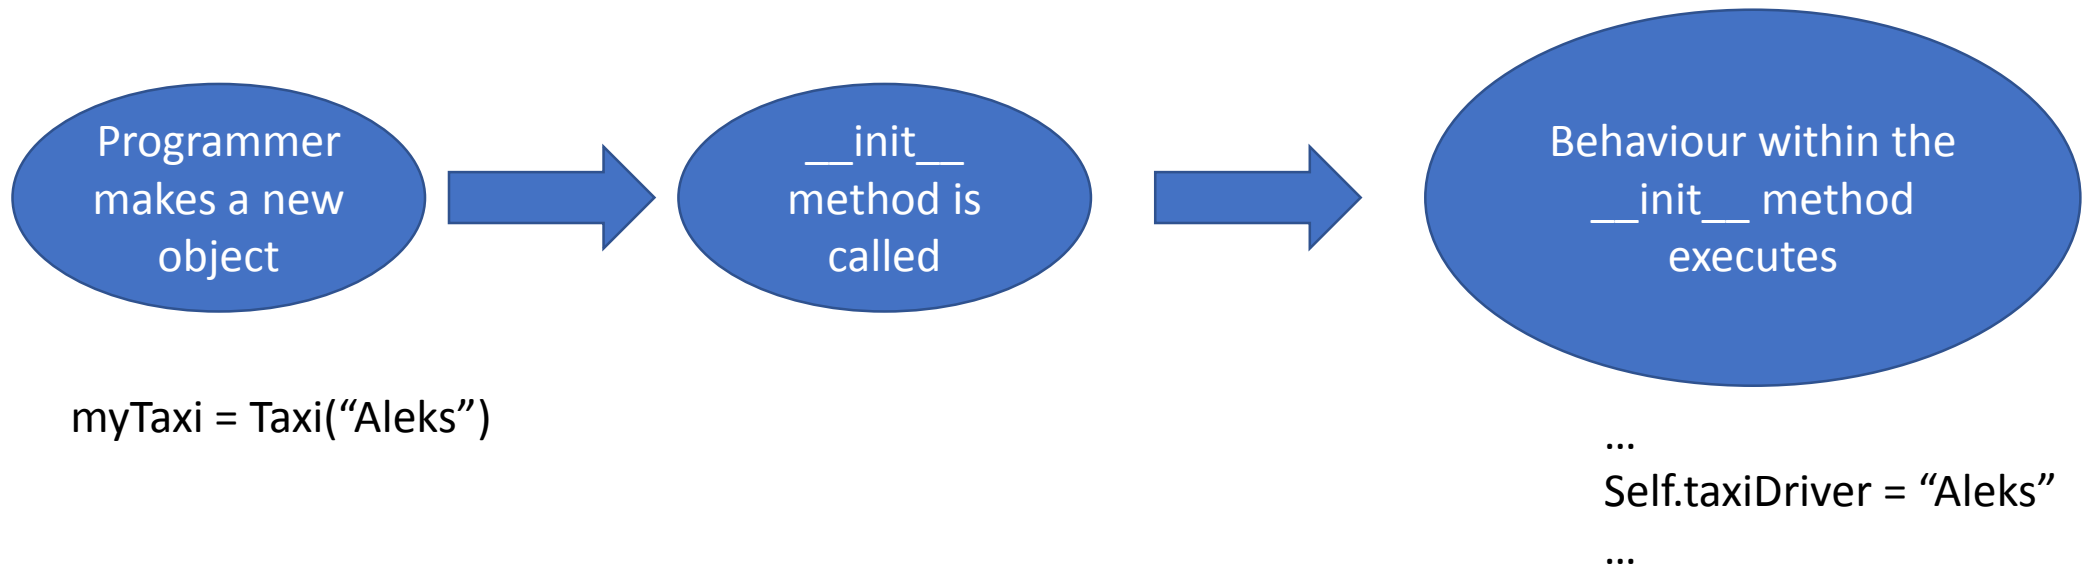 Programmer
makes a new
object
__init__
method is
called
Behaviour within the
__init__ method
executes
myTaxi = Taxi(“Aleks”)
…
Self.taxiDriver = “Aleks”
…